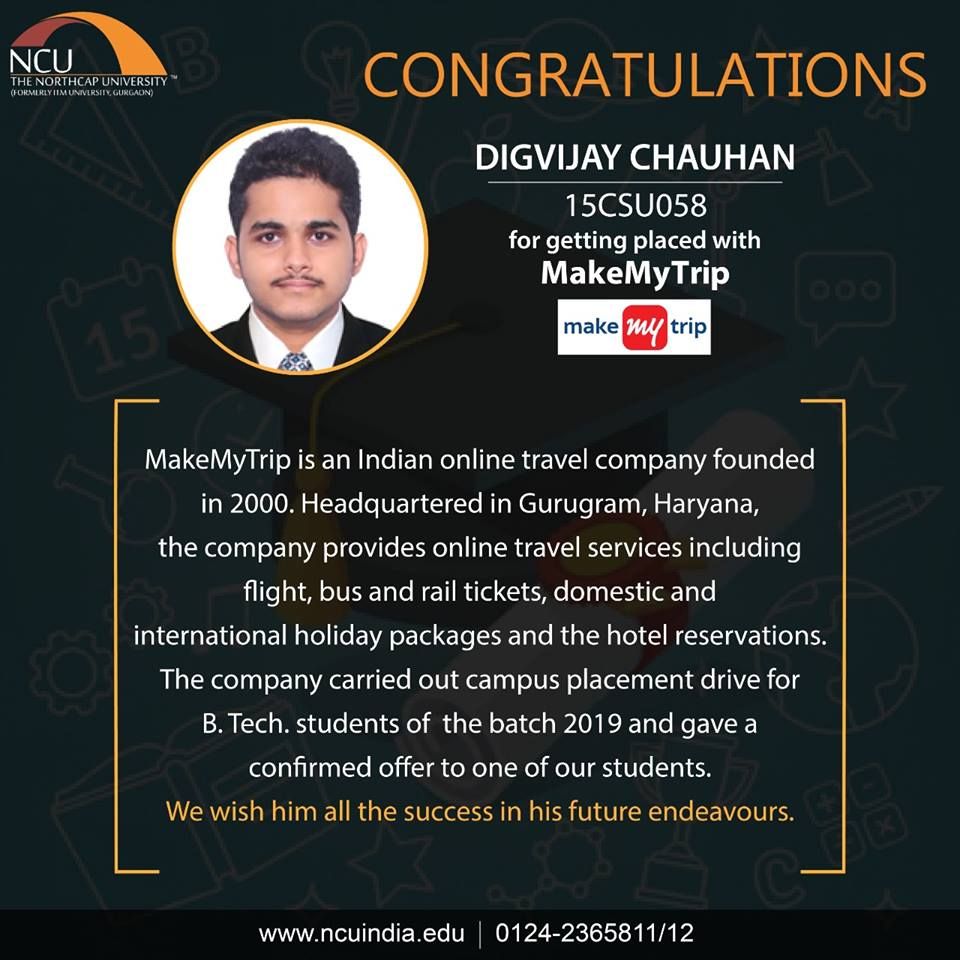 NCU
THE NORTHCAP UNIVERSITY ™
(FORMERLY ITM UNIVERSITY, GURGAON)
CONGRATULATIONS
DIGVIJAY CHAUHAN
15CSU058
for getting placed with
MakeMyTrip
make my trip
B
15
MakeMyTrip is an Indian online travel company founded
in 2000. Headquartered in Gurugram, Haryana,
the company provides online travel services including
flight, bus and rail tickets, domestic and
international holiday packages and the hotel reservations.
The company carried out campus placement drive for
B. Tech. students of the batch 2019 and gave a
confirmed offer to one of our students.
We wish him all the success in his future endeavours.
C
www.ncuindia.edu | 0124-2365811/12